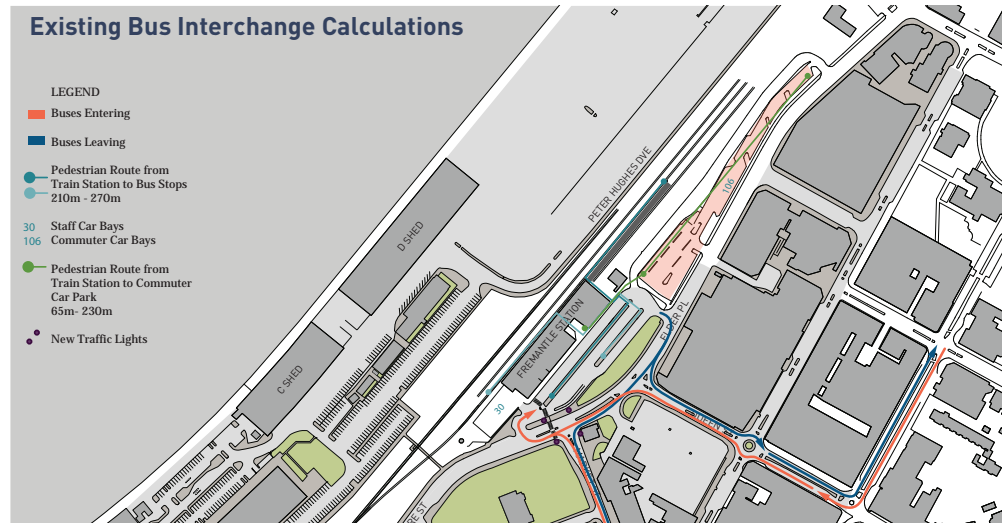 Existing Bus Interchange Calculations
LEGEND
Buses Entering
Buses Leaving
Pedestrian Route from
Train Station to Bus Stops
210m - 270m
30 Staff Car Bays
106 Commuter Car Bays
Pedestrian Route from
Train Station to Commuter
Car Park
65m- 230m
New Traffic Lights
PETER HUGHES DVE
D SHED
106
C SHED
FREMANTLE STATION
ELDER PL
30
QUEEN